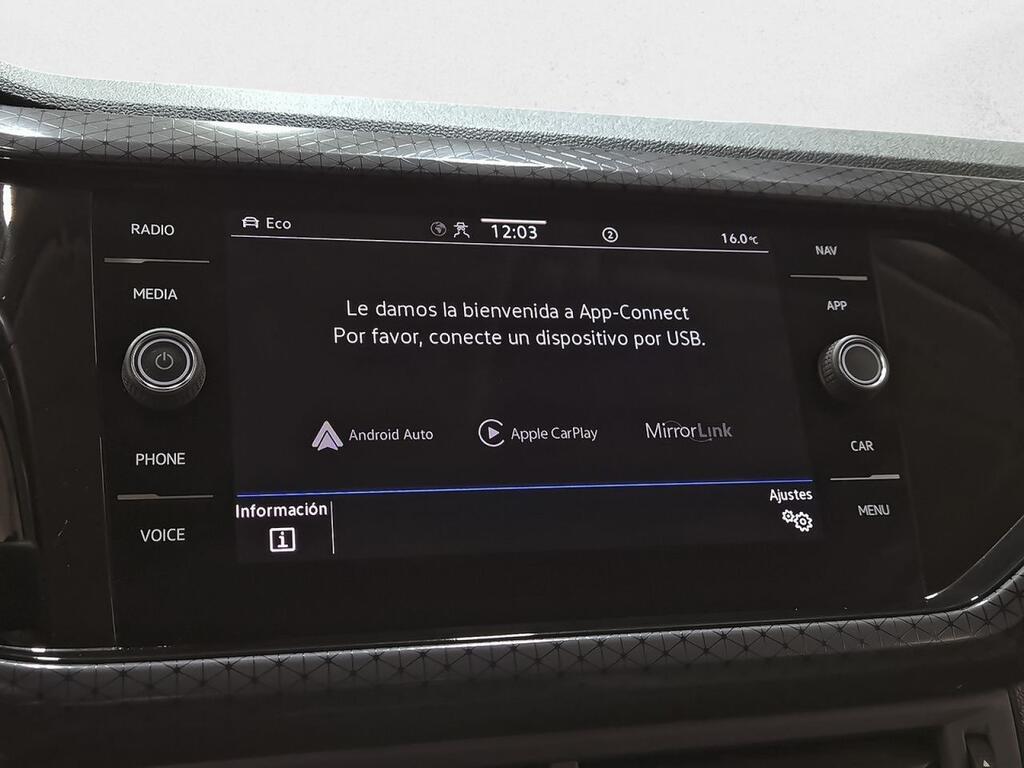 RADIO
MEDIA
PHONE
VOICE
Eco
12:03
2
16.0°C
Le damos la bienvenida a App-Connect
Por favor, conecte un dispositivo por USB.
Android Auto
Apple CarPlay
MirrorLink
Información
i
Ajustes
NAV
APP
CAR
MENU